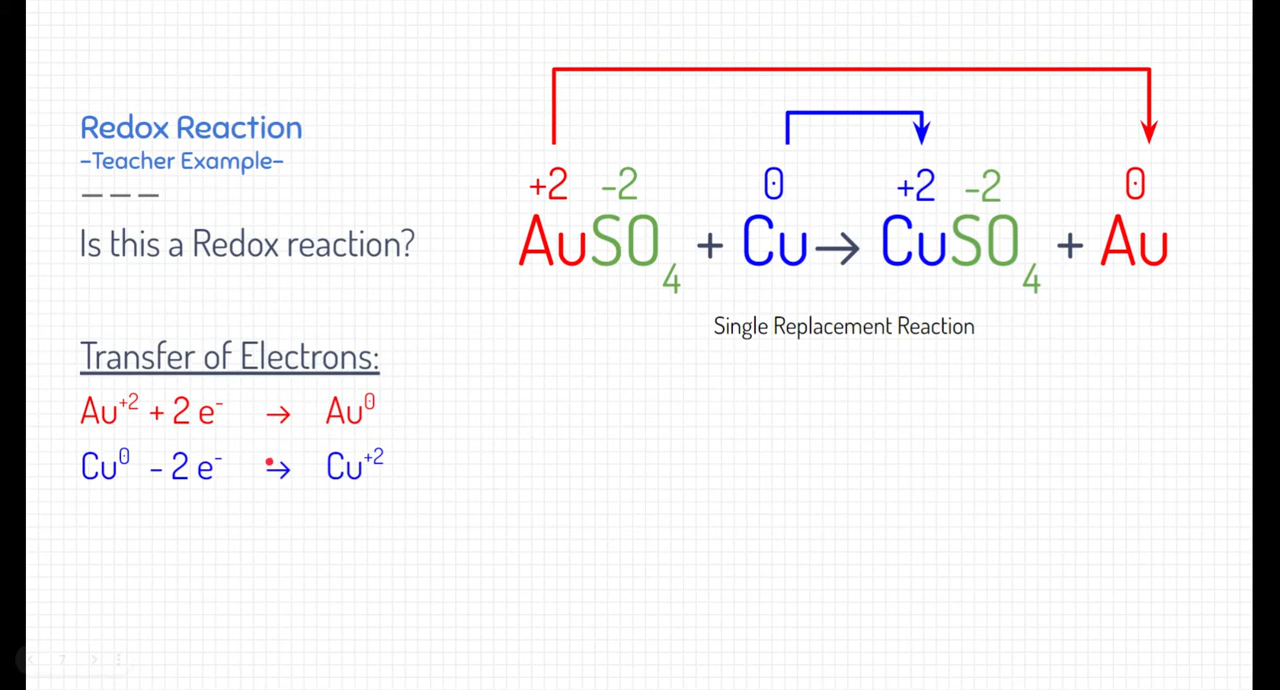 Redox Reaction
-Teacher Example-
Is this a Redox reaction?
Transfer of Electrons:
Au⁺² + 2 e⁻ → Au⁰
Cu⁰ - 2 e⁻ → Cu⁺²
+2 -2 0 +2 -2 0
AuSO₄ + Cu → CuSO₄ + Au
Single Replacement Reaction
7